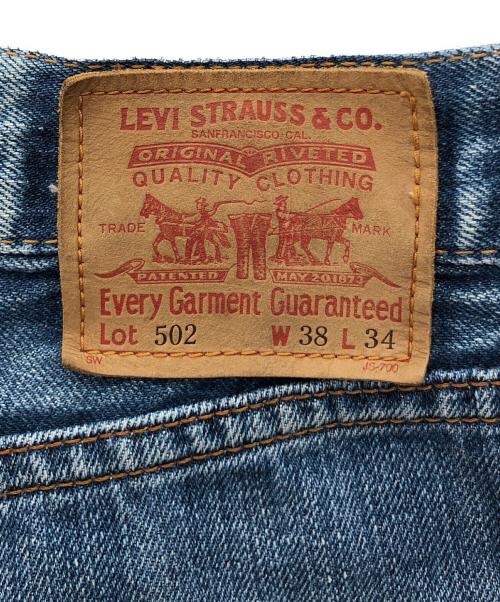 LEVI STRAUSS & CO.
SANFRANCISCO CAL.
ORIGINAL RIVETED
QUALITY CLOTHING
TRADE MARK
PATENTED MAY 20 1873
Every Garment Guaranteed
Lot 502 W 38 L 34
SW JS-700